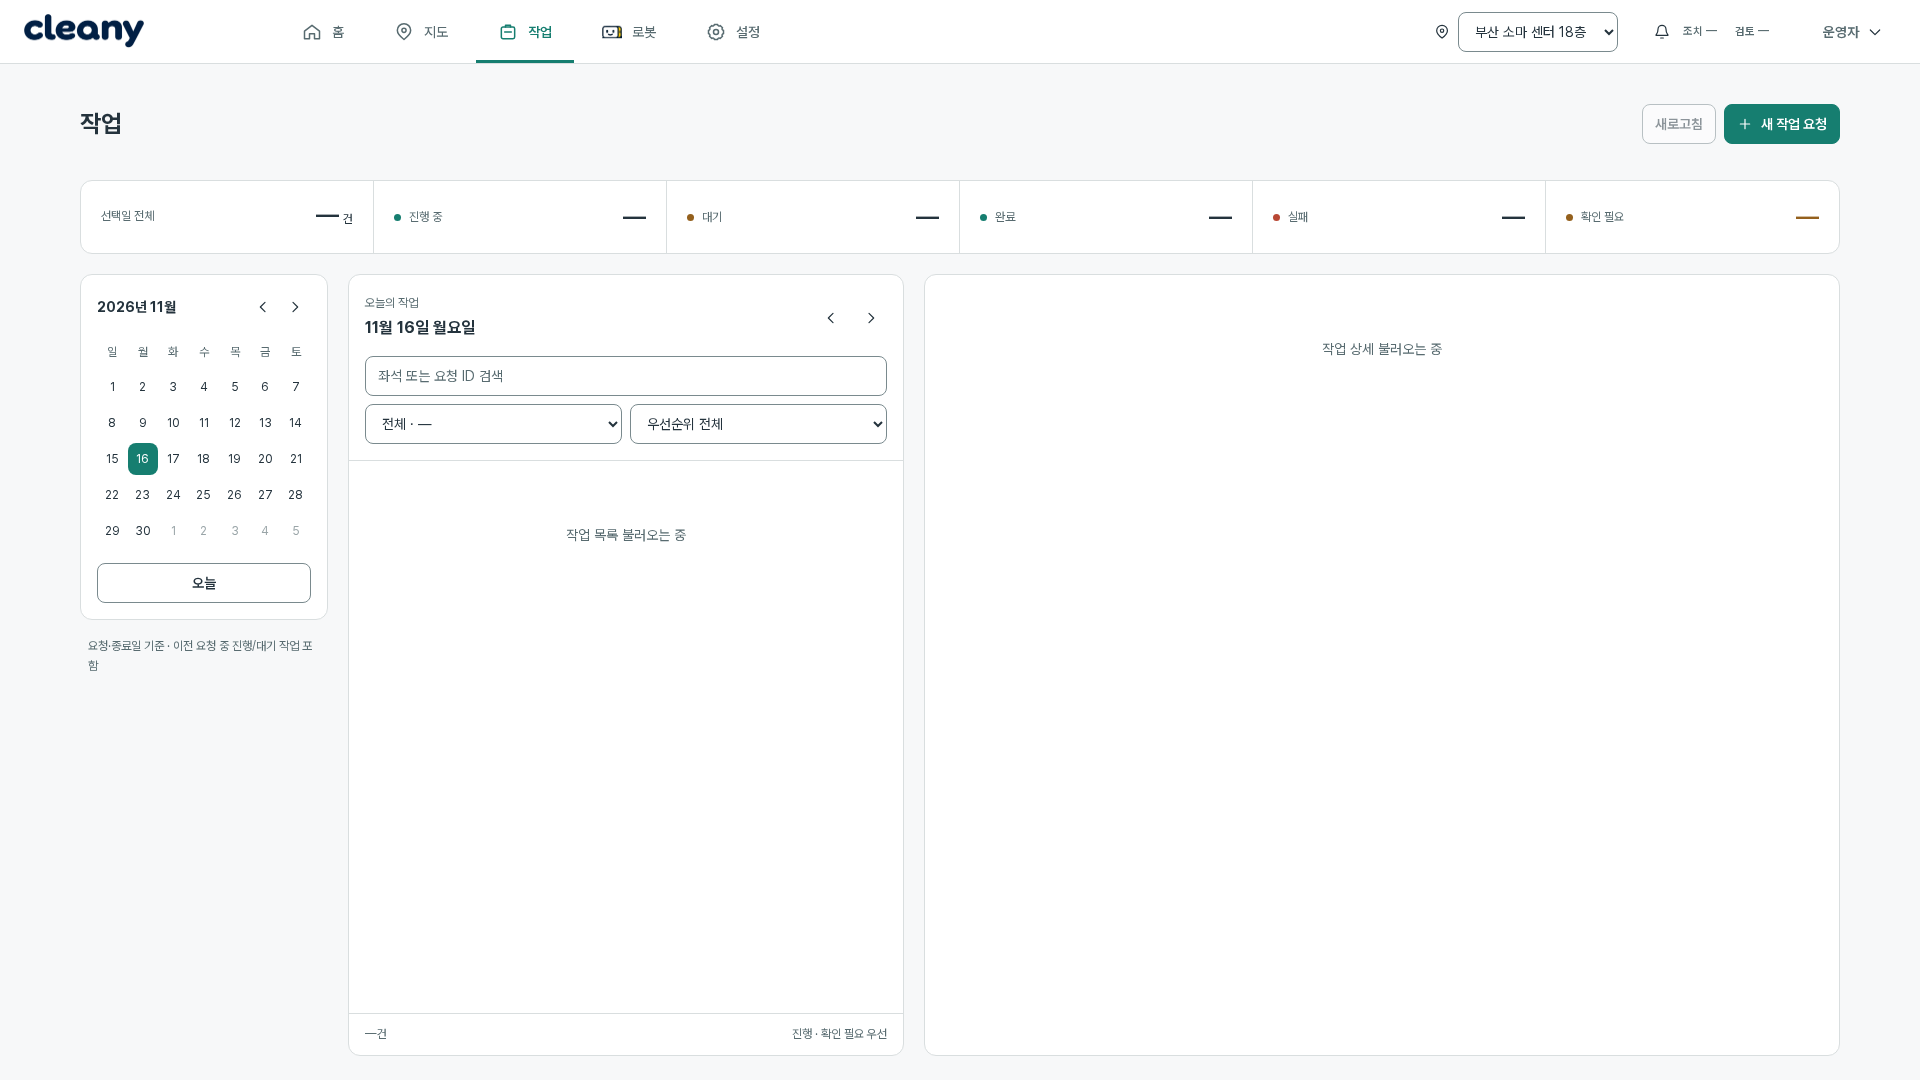 cleany
홈
지도
작업
로봇
설정
부산 소마 센터 18층
조치 —
검토 —
운영자
작업
새로고침
새 작업 요청
선택일 전체
— 건
진행 중
—
대기
—
완료
—
실패
—
확인 필요
—
2026년 11월
일 월 화 수 목 금 토
1 2 3 4 5 6 7
8 9 10 11 12 13 14
15 16 17 18 19 20 21
22 23 24 25 26 27 28
29 30 1 2 3 4 5
오늘
요청·종료일 기준 · 이전 요청 중 진행/대기 작업 포
함
오늘의 작업
11월 16일 월요일
좌석 또는 요청 ID 검색
전체 · —
우선순위 전체
작업 목록 불러오는 중
—건
진행 · 확인 필요 우선
작업 상세 불러오는 중